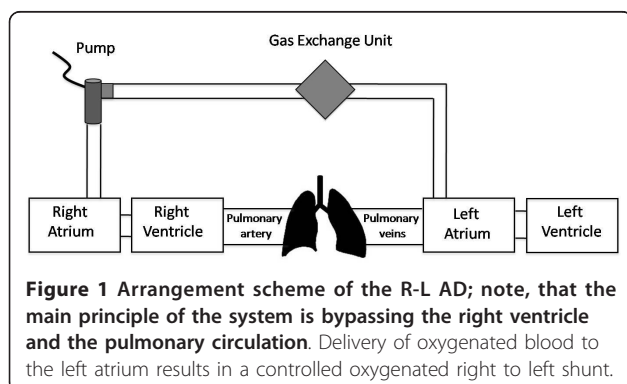 Pump
Gas Exchange Unit
Right
Atrium
Right
Ventricle
Pulmonary
artery
Pulmonary
veins
Left
Atrium
Left
Ventricle
Figure 1 Arrangement scheme of the R-L AD; note, that the
main principle of the system is bypassing the right ventricle
and the pulmonary circulation. Delivery of oxygenated blood to
the left atrium results in a controlled oxygenated right to left shunt.